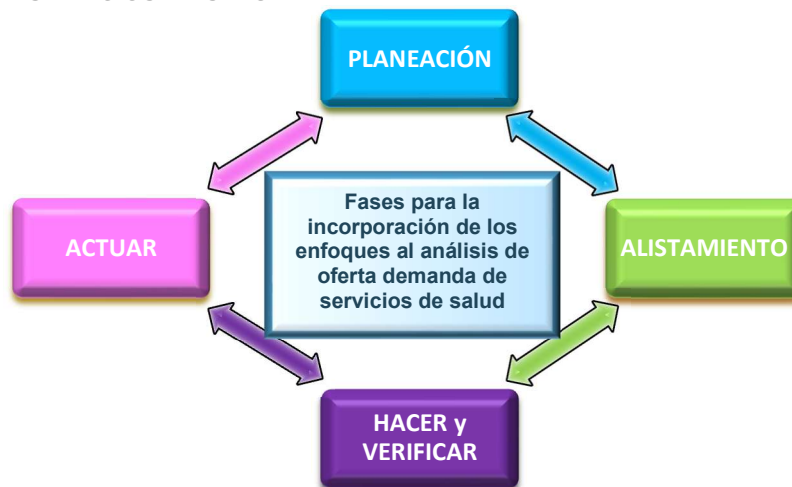 PLANEACIÓN
Fases para la
incorporación de los
enfoques al análisis de
oferta demanda de
servicios de salud
ACTUAR
ALISTAMIENTO
HACER y
VERIFICAR